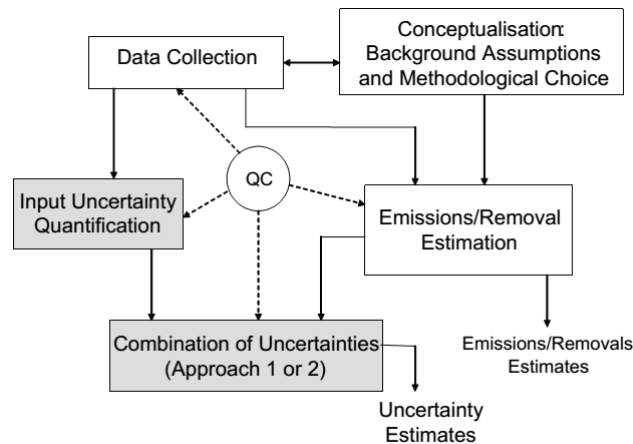 Conceptualisation:
Background Assumptions
and Methodological Choice
Data Collection
QC
Input Uncertainty
Quantification
Emissions/Removal
Estimation
Combination of Uncertainties
(Approach 1 or 2)
Emissions/Removals
Estimates
Uncertainty
Estimates